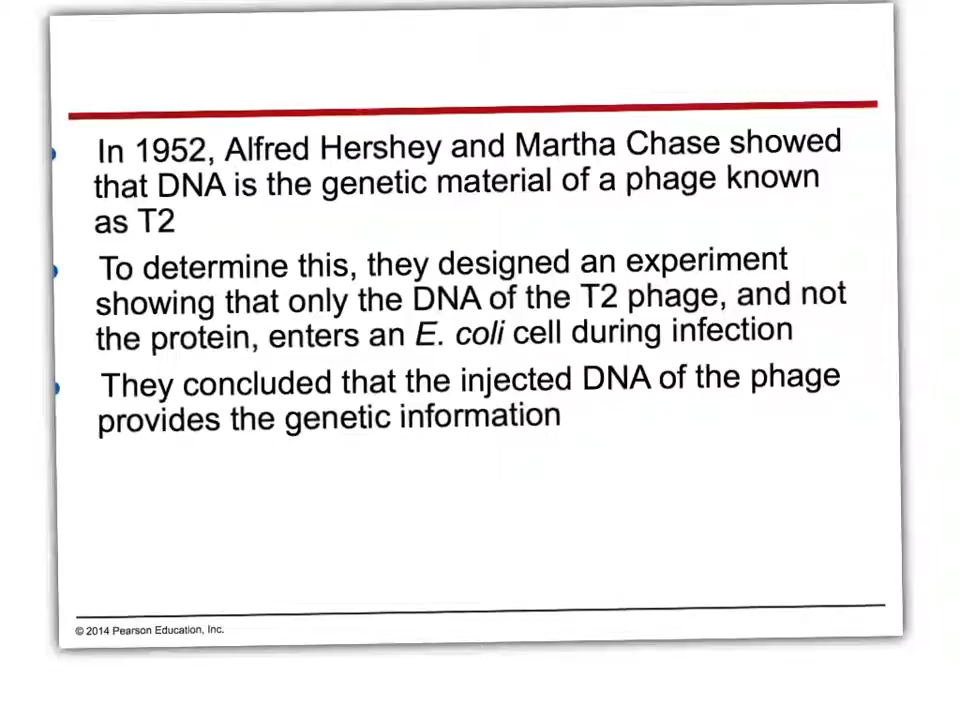 In 1952, Alfred Hershey and Martha Chase showed
that DNA is the genetic material of a phage known
as T2
To determine this, they designed an experiment
showing that only the DNA of the T2 phage, and not
the protein, enters an E. coli cell during infection
They concluded that the injected DNA of the phage
provides the genetic information
© 2014 Pearson Education, Inc.